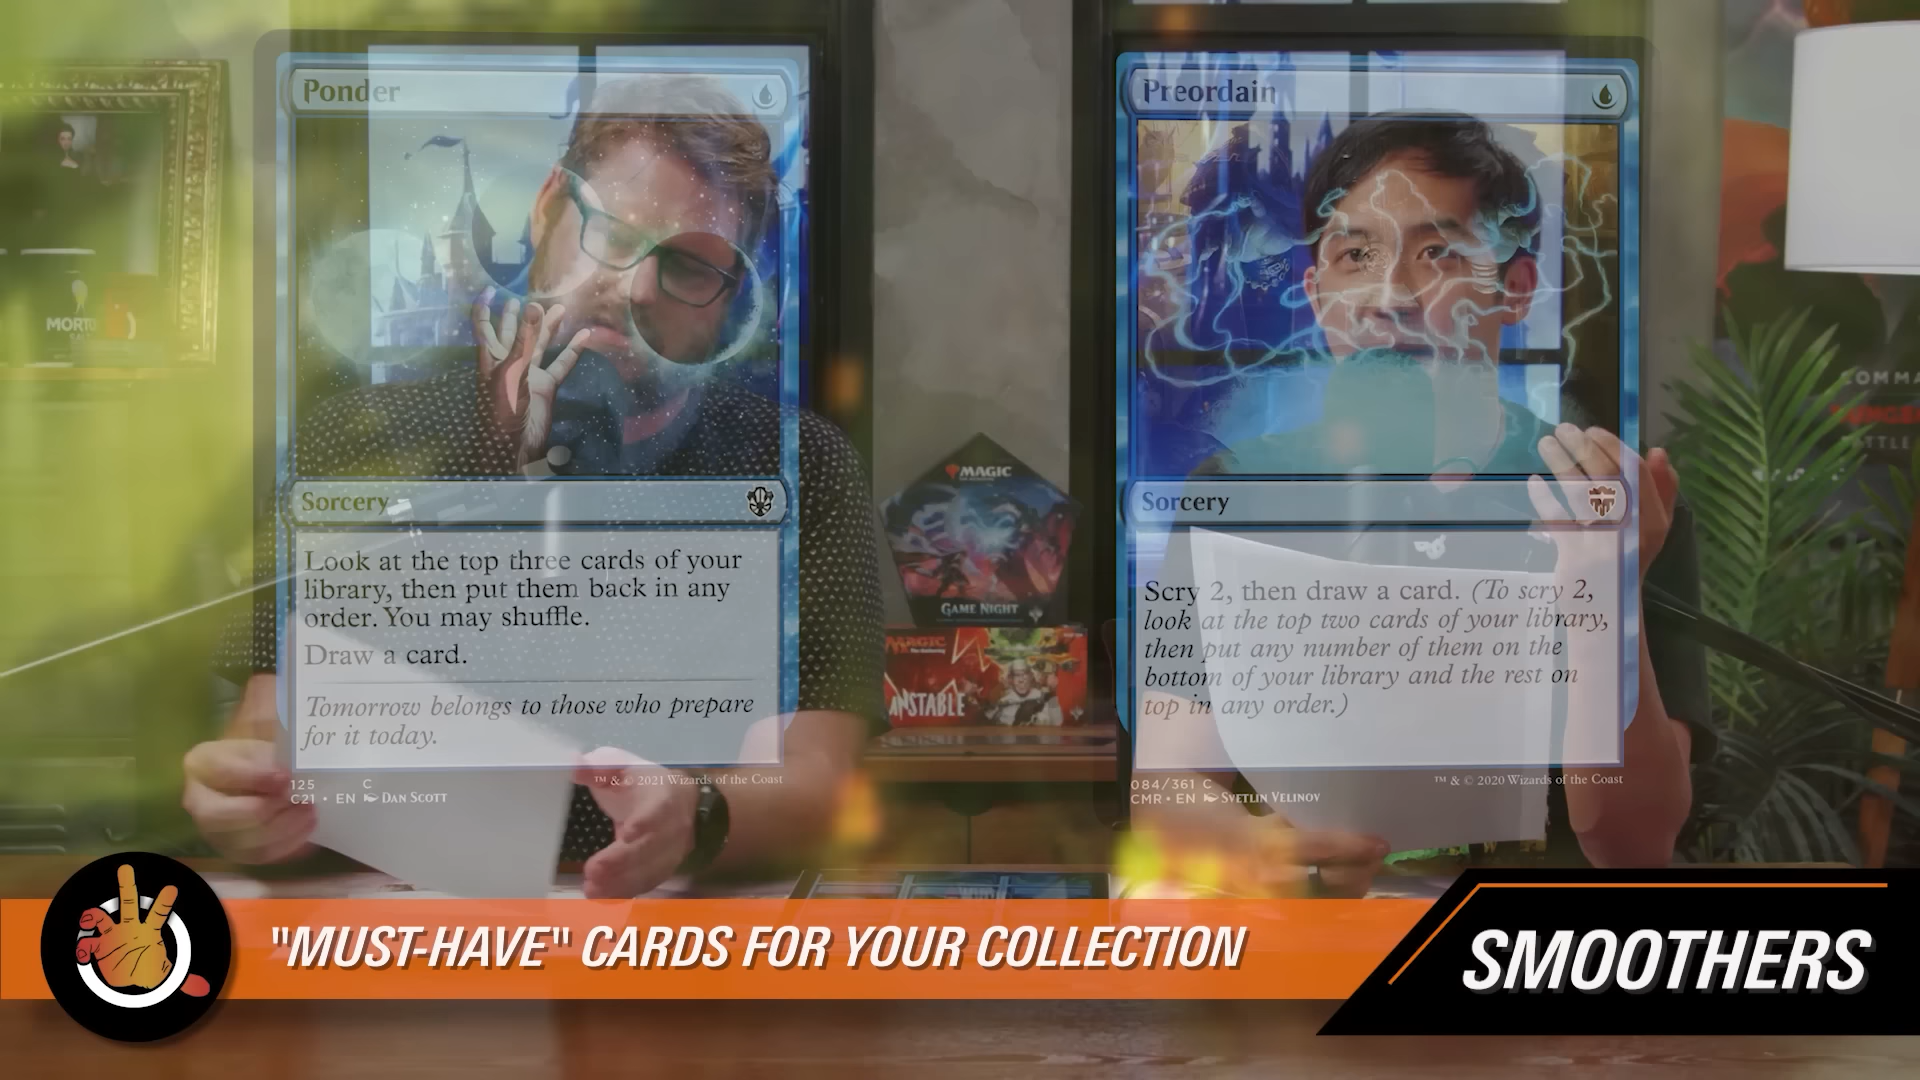 Ponder
Sorcery
Look at the top three cards of your
library, then put them back in any
order. You may shuffle.
Draw a card.
Tomorrow belongs to those who prepare
for it today.
125 C
C21 • EN DAN SCOTT
™ & © 2021 Wizards of the Coast
Preordain
Sorcery
Scry 2, then draw a card. (To scry 2,
look at the top two cards of your library,
then put any number of them on the
bottom of your library and the rest on
top in any order.)
084/361 C
CMR • EN SVETLIN VELINOV
™ & © 2020 Wizards of the Coast
MAGIC
GAME NIGHT
MAGIC
NSTABLE
"MUST-HAVE" CARDS FOR YOUR COLLECTION
SMOOTHERS